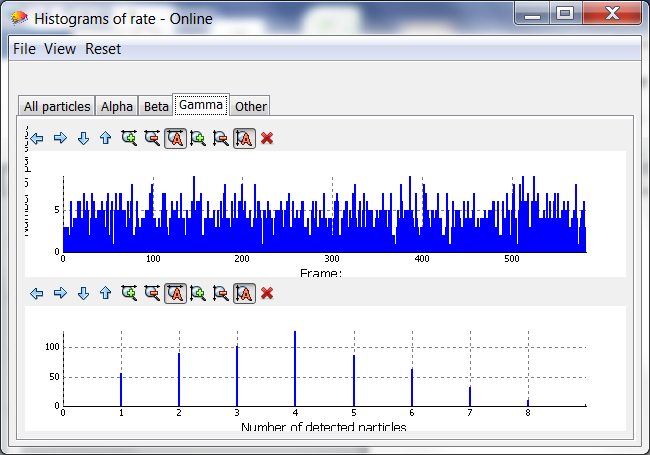 Histograms of rate - Online
File View Reset
All particles Alpha Beta Gamma Other
5
0
0 100 200 300 400 500
Frame:
100
50
0
0 1 2 3 4 5 6 7 8
Number of detected particles